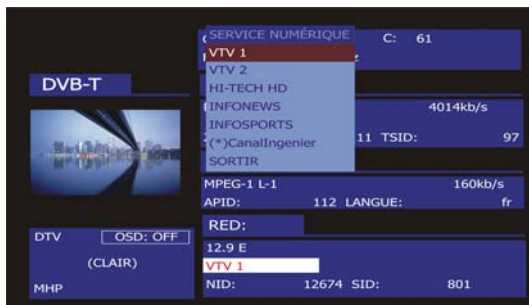 SERVICE NUMÉRIQUE
C: 61
VTV 1
VTV 2
DVB-T
HI-TECH HD
INFONEWS
4014kb/s
INFOSPORTS
(*)CanalIngenier
11 TSID: 97
SORTIR
MPEG-1 L-1 160kb/s
APID: 112 LANGUE: fr
RED:
DTV OSD: OFF
12.9 E
(CLAIR)
VTV 1
MHP
NID: 12674 SID: 801